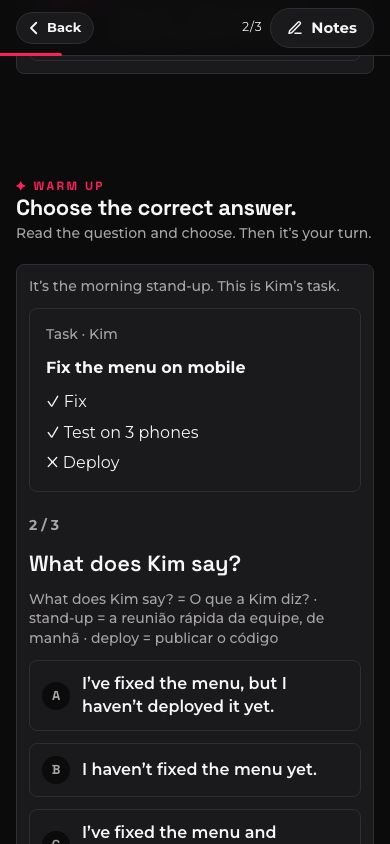 Back
2/3
Notes
WARM UP
Choose the correct answer.
Read the question and choose. Then it’s your turn.
It’s the morning stand-up. This is Kim’s task.
Task · Kim
Fix the menu on mobile
✓ Fix
✓ Test on 3 phones
✕ Deploy
2 / 3
What does Kim say?
What does Kim say? = O que a Kim diz? ·
stand-up = a reunião rápida da equipe, de
manhã · deploy = publicar o código
A
I’ve fixed the menu, but I
haven’t deployed it yet.
B
I haven’t fixed the menu yet.
I’ve fixed the menu and